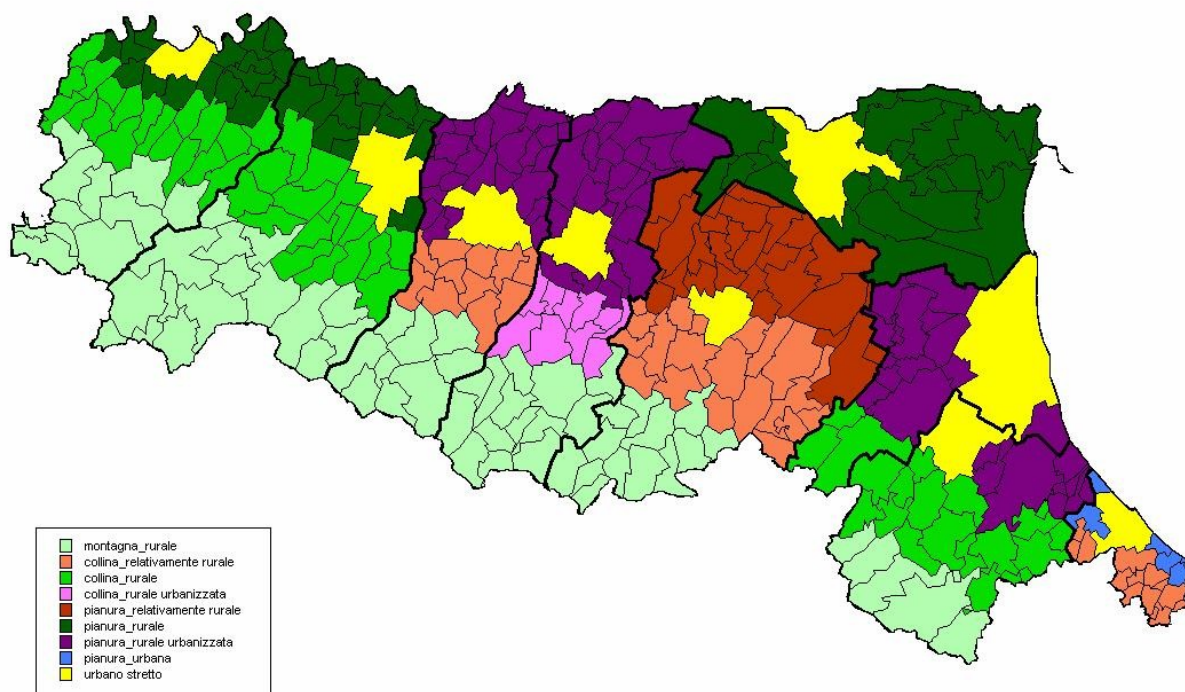 montagna_rurale
collina_relativamente rurale
collina_rurale
collina_rurale urbanizzata
pianura_relativamente rurale
pianura_rurale
pianura_rurale urbanizzata
pianura_urbana
urbano stretto